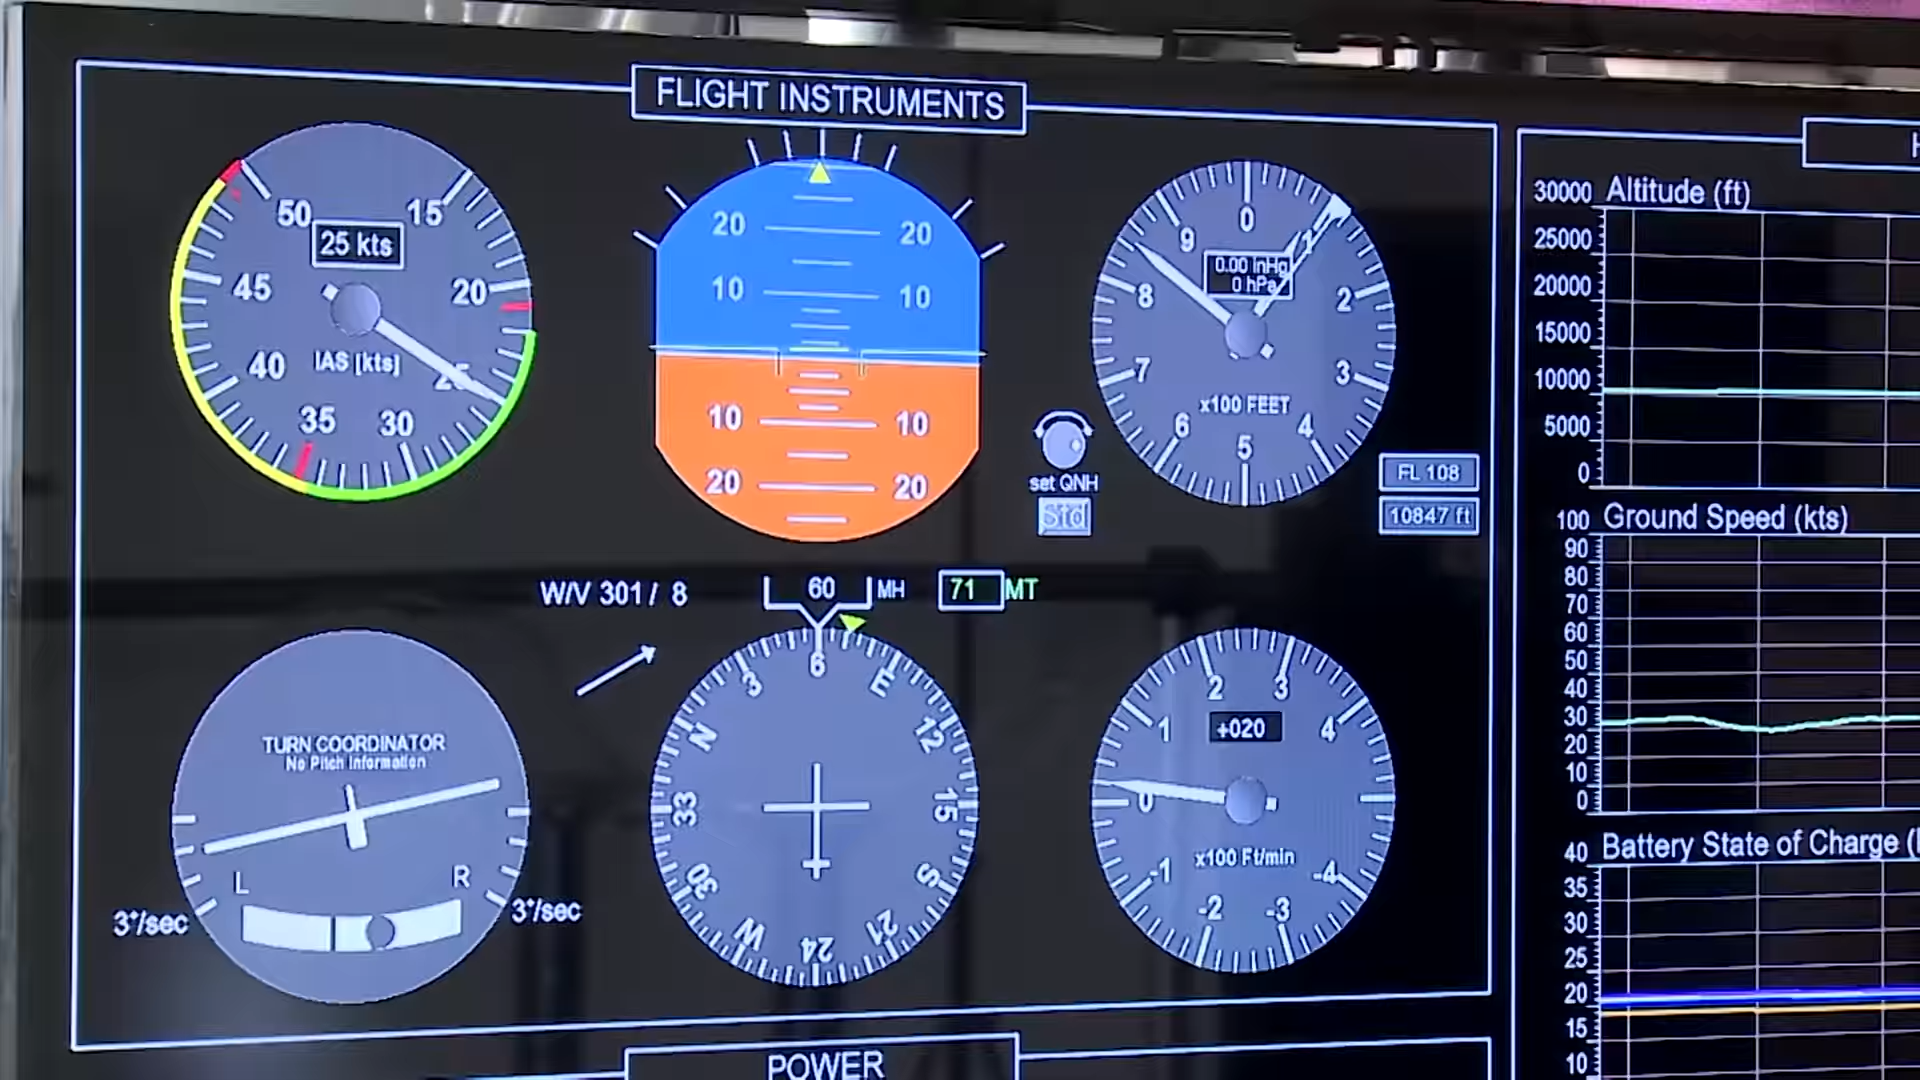 FLIGHT INSTRUMENTS
50
15
25 kts
45
20
40
IAS [kts]
25
35
30
20
20
10
10
10
10
20
20
0
9
1
0.00 inHg
0 hPa
8
2
7
3
x100 FEET
6
4
5
set QNH
Std
FL 108
10847 ft
W/V 301 / 8
60
MH
71
MT
TURN COORDINATOR
No Pitch Information
L
R
3°/sec
3°/sec
N
3
6
E
12
15
S
21
24
W
30
33
2
3
1
+020
4
0
x100 Ft/min
-1
-4
-2
-3
POWER
Altitude (ft)
30000
25000
20000
15000
10000
5000
0
Ground Speed (kts)
100
90
80
70
60
50
40
30
20
10
0
Battery State of Charge
40
35
30
25
20
15
10